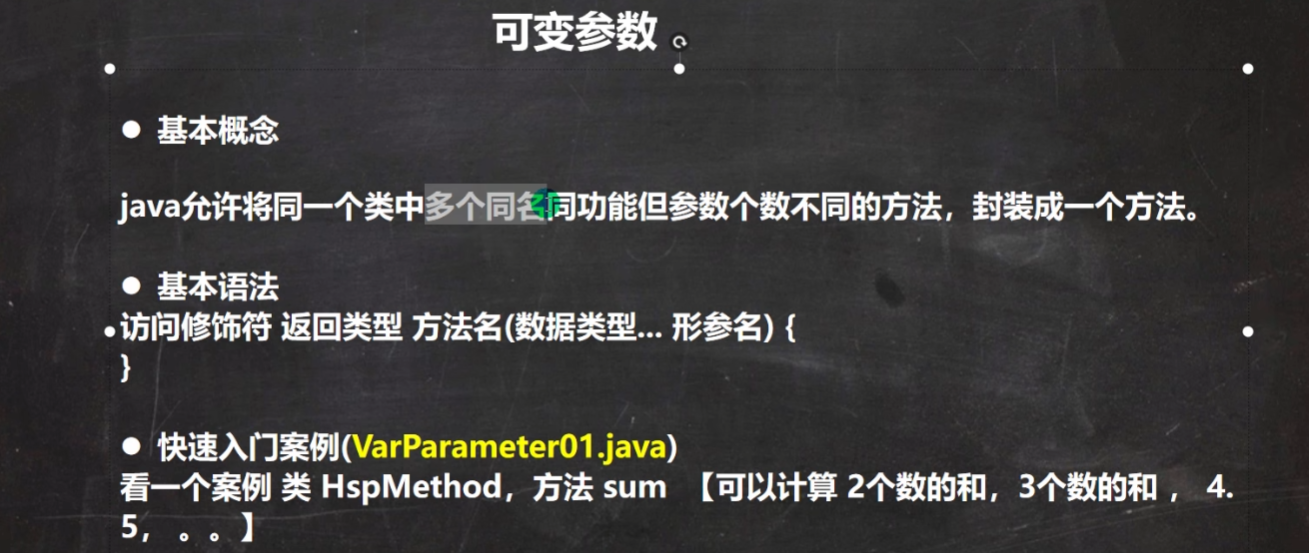 可变参数
● 基本概念
java允许将同一个类中多个同名同功能但参数个数不同的方法，封装成一个方法。
● 基本语法
访问修饰符 返回类型 方法名(数据类型... 形参名) {
}
● 快速入门案例(VarParameter01.java)
看一个案例 类 HspMethod，方法 sum 【可以计算 2个数的和，3个数的和 ， 4.
5， 。。】